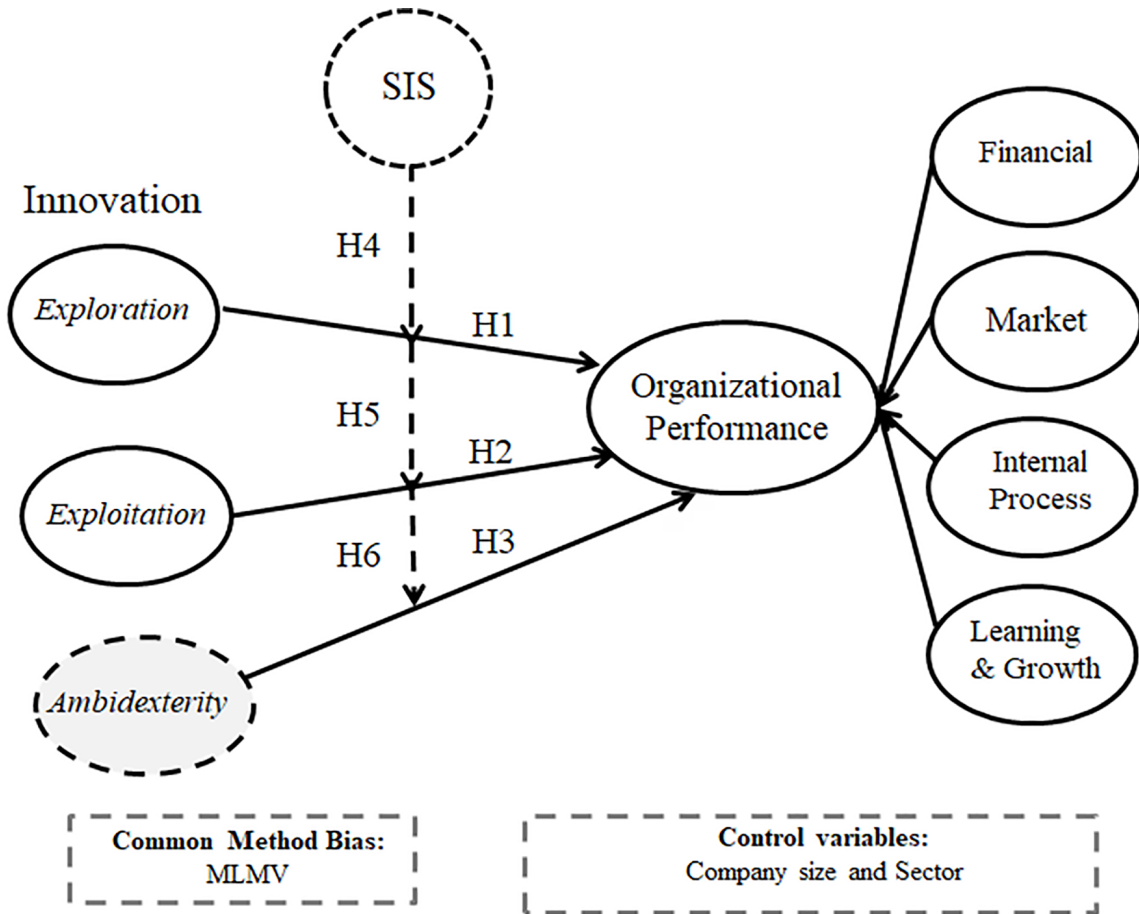 SIS
Innovation
H4
Exploration
H1
H5
Exploitation
H2
H6
H3
Ambidexterity
Organizational
Performance
Financial
Market
Internal
Process
Learning
& Growth
Common Method Bias:
MLMV
Control variables:
Company size and Sector